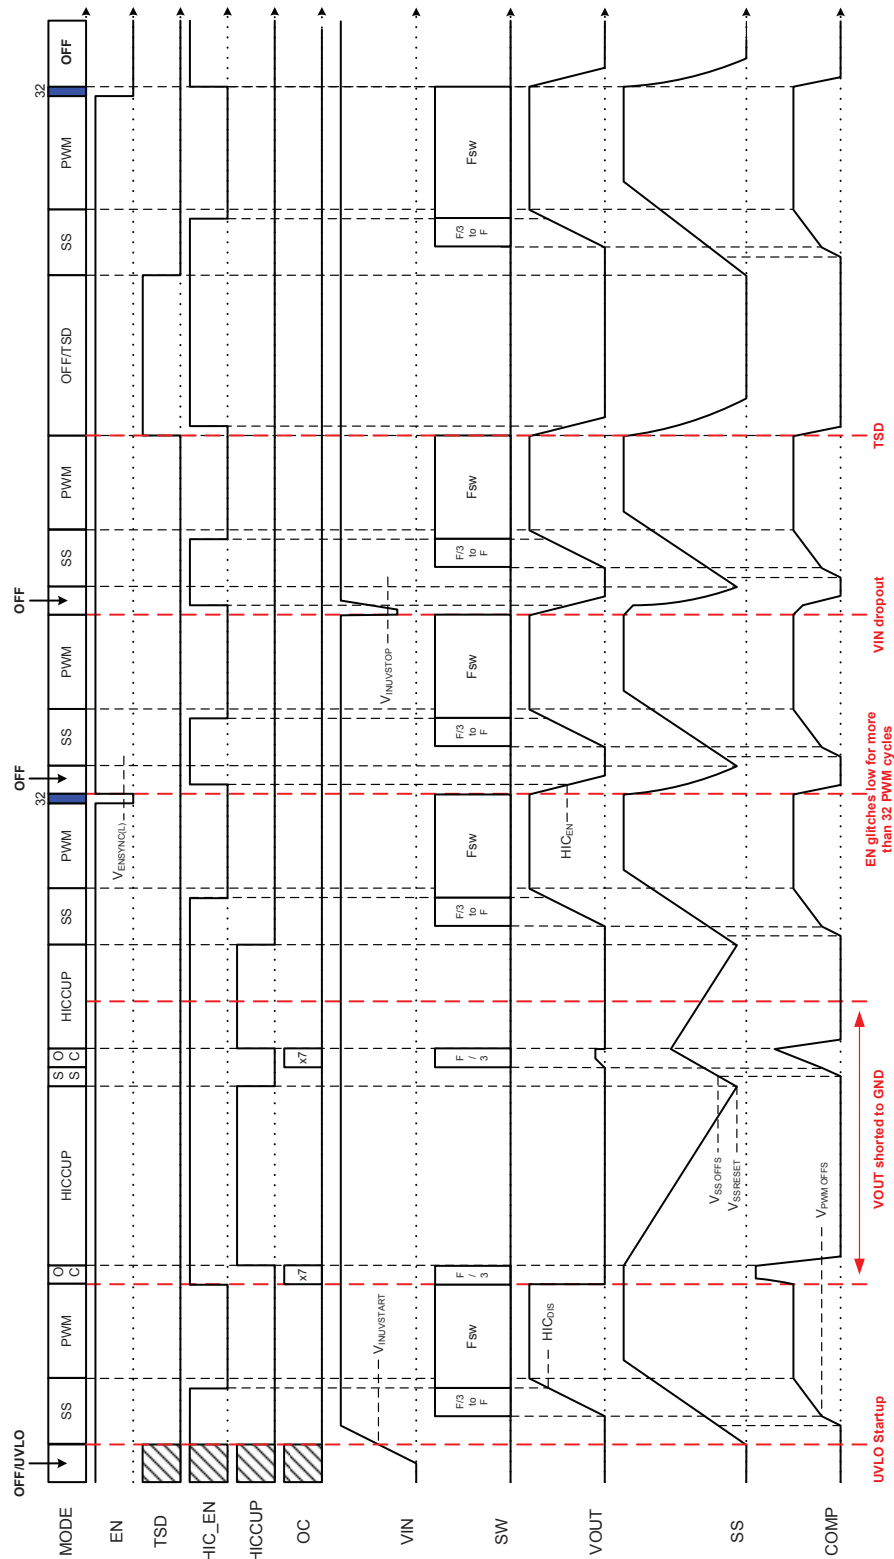 OFF/UVLO
32
OFF
OFF
32
MODE
SS
PWM
O C
HICCUP
S S
O C
HICCUP
SS
PWM
SS
PWM
SS
PWM
OFF/TSD
SS
PWM
OFF
EN
VENSYNC(L)
TSD
HIC_EN
HICCUP
OC
x7
x7
VIN
VINUVSTART
VINUVSTOP
SW
F/3 to F
Fsw
F / 3
F / 3
F/3 to F
Fsw
F/3 to F
Fsw
F/3 to F
Fsw
F/3 to F
Fsw
VOUT
HICDIS
HICEN
SS
VSS OFFS
VSSRESET
COMP
VPWM OFFS
UVLO Startup
VOUT shorted to GND
EN glitches low for more
than 32 PWM cycles
VIN dropout
TSD